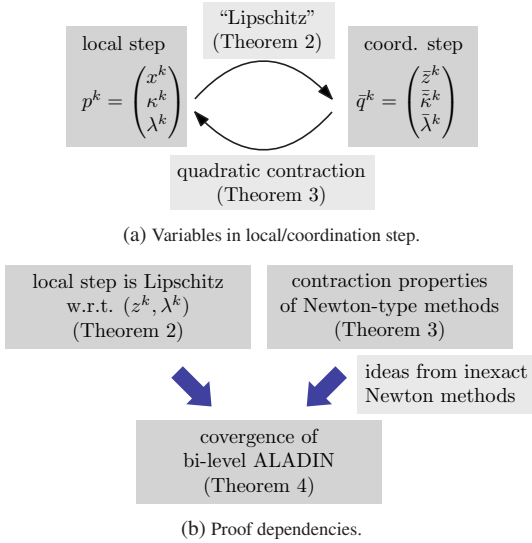 “Lipschitz”
(Theorem 2)
local step
p^k = (x^k
κ^k
λ^k)
coord. step
q̄^k = (z̄^k
κ̄̄^k
λ̄^k)
quadratic contraction
(Theorem 3)
(a) Variables in local/coordination step.
local step is Lipschitz
w.r.t. (z^k, λ^k)
(Theorem 2)
contraction properties
of Newton-type methods
(Theorem 3)
ideas from inexact
Newton methods
covergence of
bi-level ALADIN
(Theorem 4)
(b) Proof dependencies.